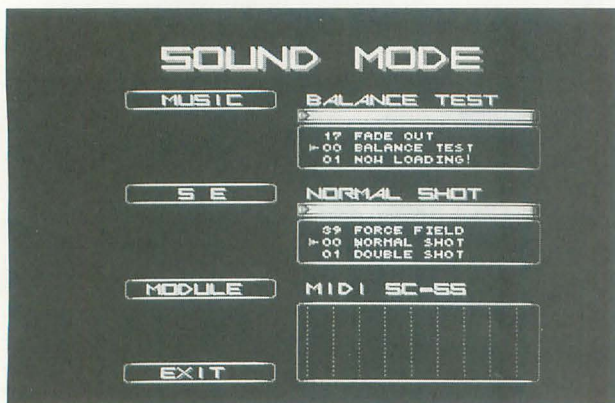 SOUND MODE
MUSIC
BALANCE TEST
17 FADE OUT
00 BALANCE TEST
01 NOW LOADING!
S E
NORMAL SHOT
39 FORCE FIELD
00 NORMAL SHOT
01 DOUBLE SHOT
MODULE
MIDI SC-55
EXIT